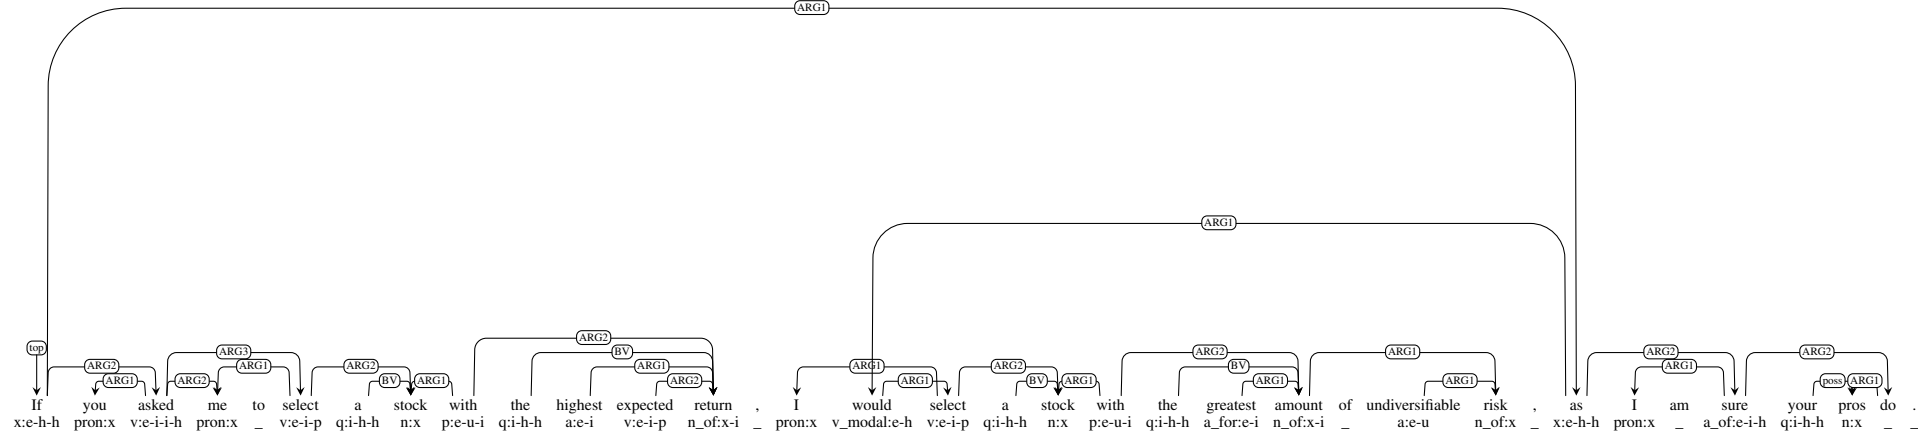 ARG1
ARG1
ARG2
top ARG3 BV ARG2 ARG1 ARG2
ARG2 ARG1 ARG2 ARG1 ARG1 ARG2 BV ARG1
ARG1 ARG2 BV ARG1 ARG2 ARG1 BV ARG1 ARG1 ARG1 poss ARG1
If you asked me to select a stock with the highest expected return , I would select a stock with the greatest amount of undiversifiable risk , as I am sure your pros do .
x:e-h-h pron:x v:e-i-i-h pron:x _ v:e-i-p q:i-h-h n:x p:e-u-i q:i-h-h a:e-i v:e-i-p n_of:x-i _ pron:x v_modal:e-h v:e-i-p q:i-h-h n:x p:e-u-i q:i-h-h a_for:e-i n_of:x-i _ a:e-u n_of:x _ x:e-h-h pron:x _ a_of:e-i-h q:i-h-h n:x _ _